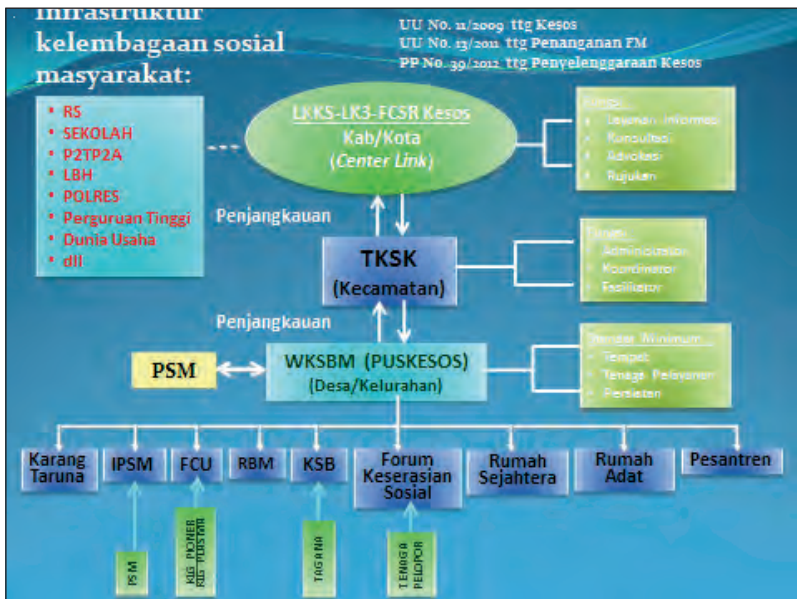 Infrastruktur
kelembagaan sosial
masyarakat:
UU No. 11/2009 ttg Kesos
UU No. 13/2011 ttg Penanganan FM
PP No. 39/2012 ttg Penyelenggaraan Kesos
• RS
• SEKOLAH
• P2TP2A
• LBH
• POLRES
• Perguruan Tinggi
• Dunia Usaha
• dll
LKKS-LK3-FCSR Kesos
Kab/Kota
(Center Link)
Layanan Informasi
Konsultasi
Advokasi
Rujukan
Penjangkauan
TKSK
(Kecamatan)
Administrator
Koordinator
Fasilitator
Penjangkauan
PSM
WKSBM (PUSKESOS)
(Desa/Kelurahan)
Minimum
Tempat
Tenaga Pelayanan
Peralatan
Karang
Taruna
IPSM
FCU
RBM
KSB
Forum
Keserasian
Sosial
Rumah
Sejahtera
Rumah
Adat
Pesantren
PSM
KLG PIONER
KLG PLASMA
TAGANA
TENAGA
PELOPOR